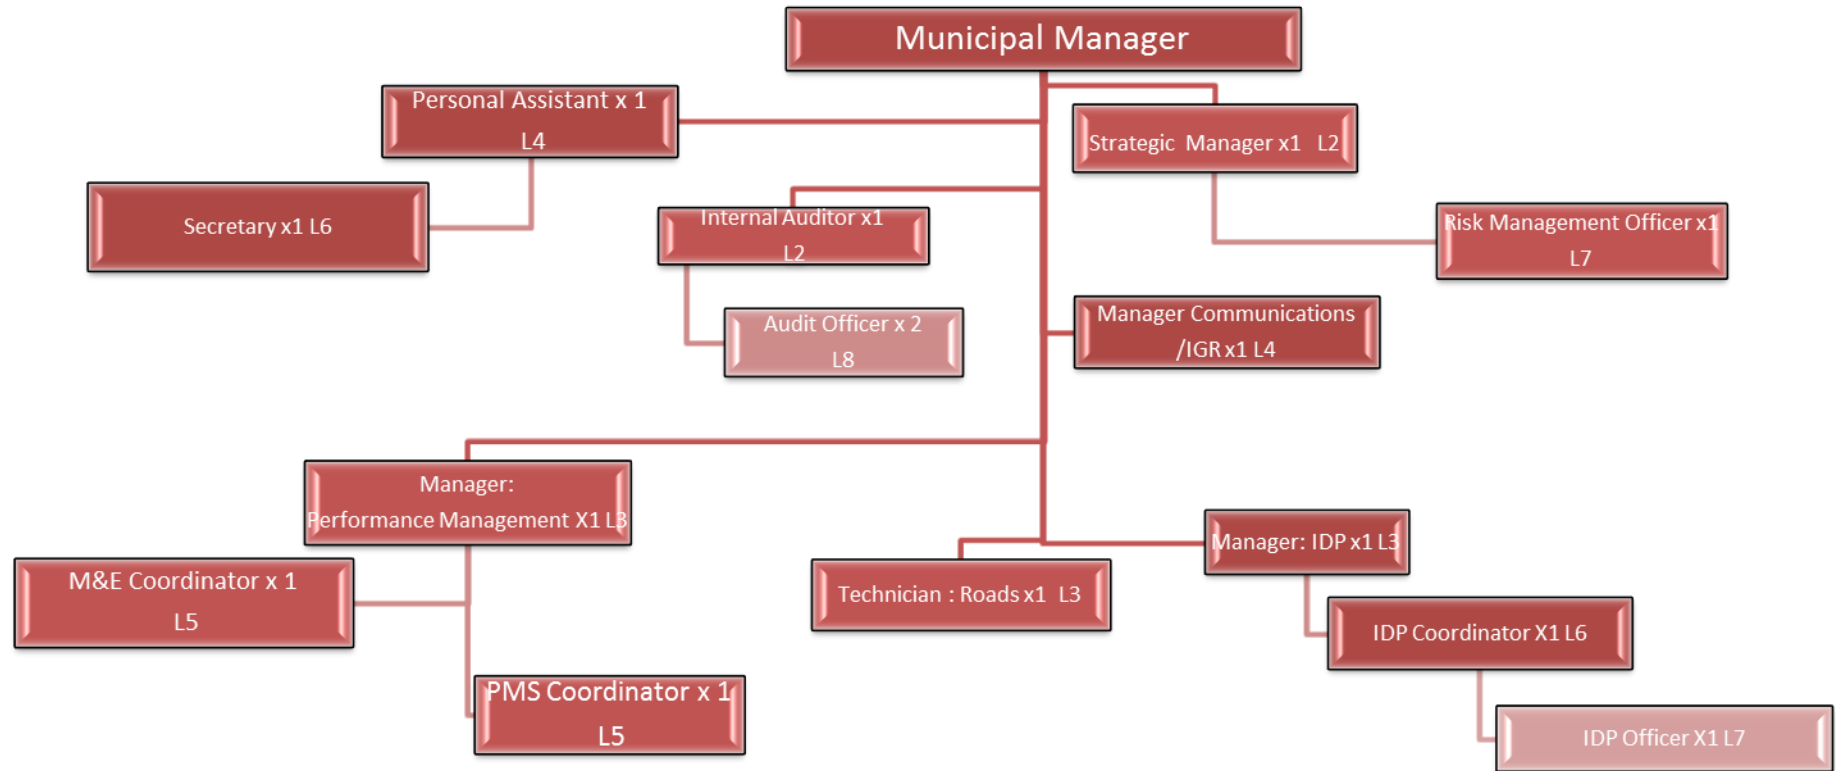 Municipal Manager
Personal Assistant x 1
L4
Strategic Manager x1 L2
Secretary x1 L6
Internal Auditor x1
L2
Risk Management Officer x1
L7
Audit Officer x 2
L8
Manager Communications
/IGR x1 L4
Manager:
Performance Management X1 L3
Manager: IDP x1 L3
M&E Coordinator x 1
L5
Technician : Roads x1 L3
IDP Coordinator X1 L6
PMS Coordinator x 1
L5
IDP Officer X1 L7